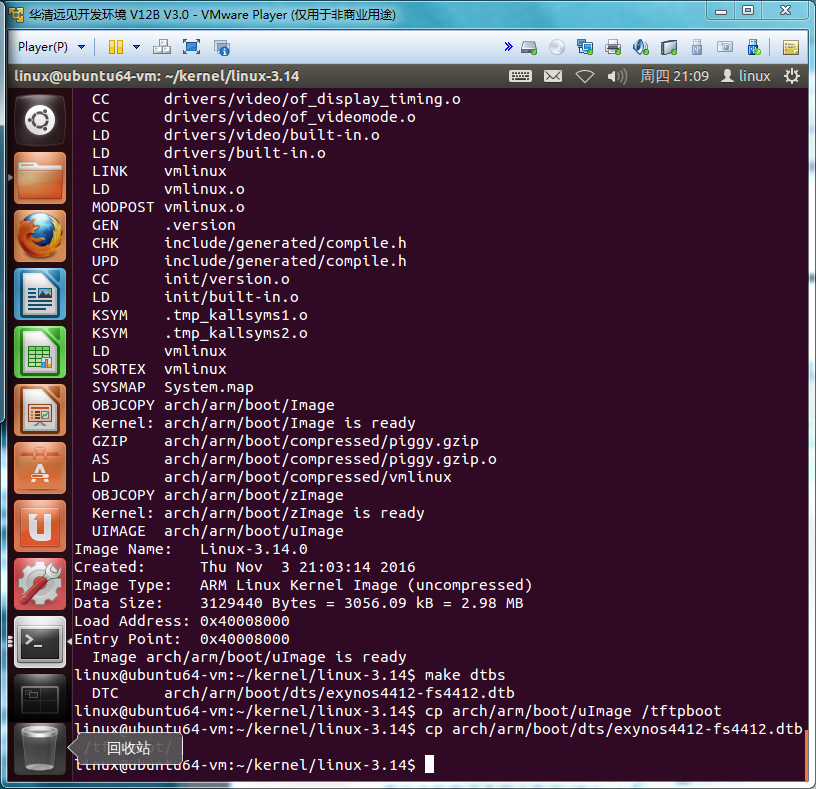 华清远见开发环境 V12B V3.0 - VMware Player (仅用于非商业用途)
Player(P)
linux@ubuntu64-vm: ~/kernel/linux-3.14 周四 21:09 linux
CC drivers/video/of_display_timing.o
CC drivers/video/of_videomode.o
LD drivers/video/built-in.o
LD drivers/built-in.o
LINK vmlinux
LD vmlinux.o
MODPOST vmlinux.o
GEN .version
CHK include/generated/compile.h
UPD include/generated/compile.h
CC init/version.o
LD init/built-in.o
KSYM .tmp_kallsyms1.o
KSYM .tmp_kallsyms2.o
LD vmlinux
SORTEX vmlinux
SYSMAP System.map
OBJCOPY arch/arm/boot/Image
Kernel: arch/arm/boot/Image is ready
GZIP arch/arm/boot/compressed/piggy.gzip
AS arch/arm/boot/compressed/piggy.gzip.o
LD arch/arm/boot/compressed/vmlinux
OBJCOPY arch/arm/boot/zImage
Kernel: arch/arm/boot/zImage is ready
UIMAGE arch/arm/boot/uImage
Image Name: Linux-3.14.0
Created: Thu Nov 3 21:03:14 2016
Image Type: ARM Linux Kernel Image (uncompressed)
Data Size: 3129440 Bytes = 3056.09 kB = 2.98 MB
Load Address: 0x40008000
Entry Point: 0x40008000
Image arch/arm/boot/uImage is ready
linux@ubuntu64-vm:~/kernel/linux-3.14$ make dtbs
DTC arch/arm/boot/dts/exynos4412-fs4412.dtb
linux@ubuntu64-vm:~/kernel/linux-3.14$ cp arch/arm/boot/uImage /tftpboot
linux@ubuntu64-vm:~/kernel/linux-3.14$ cp arch/arm/boot/dts/exynos4412-fs4412.dtb
回收站
linux@ubuntu64-vm:~/kernel/linux-3.14$